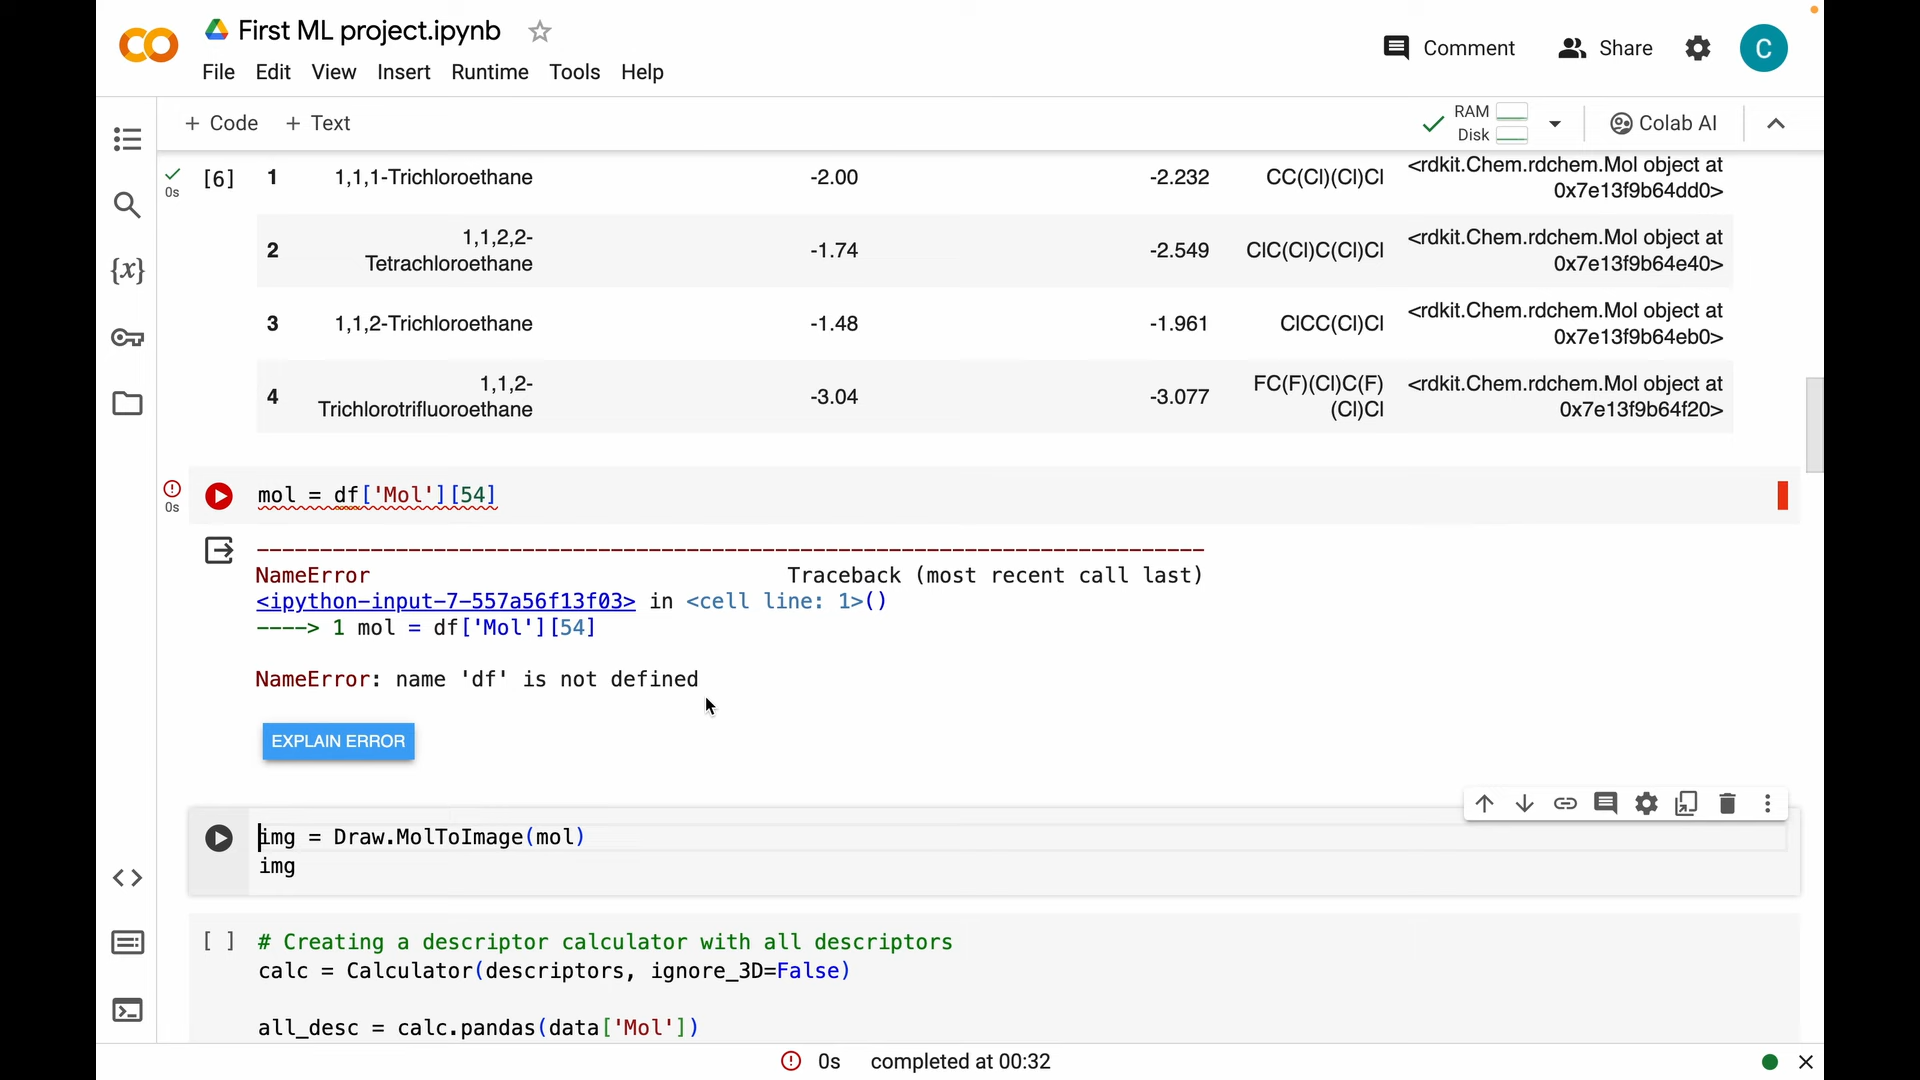 First ML project.ipynb
File Edit View Insert Runtime Tools Help
Comment
Share
C
+ Code + Text
RAM
Disk
Colab AI
0s
[6]
1 1,1,1-Trichloroethane -2.00 -2.232 CC(Cl)(Cl)Cl <rdkit.Chem.rdchem.Mol object at
0x7e13f9b64dd0>
2 1,1,2,2-
Tetrachloroethane -1.74 -2.549 ClC(Cl)C(Cl)Cl <rdkit.Chem.rdchem.Mol object at
0x7e13f9b64e40>
3 1,1,2-Trichloroethane -1.48 -1.961 ClCC(Cl)Cl <rdkit.Chem.rdchem.Mol object at
0x7e13f9b64eb0>
4 1,1,2-
Trichlorotrifluoroethane -3.04 -3.077 FC(F)(Cl)C(F)
(Cl)Cl <rdkit.Chem.rdchem.Mol object at
0x7e13f9b64f20>
0s
mol = df['Mol'][54]
---------------------------------------------------------------------------
NameError Traceback (most recent call last)
<ipython-input-7-557a56f13f03> in <cell line: 1>()
----> 1 mol = df['Mol'][54]
NameError: name 'df' is not defined
EXPLAIN ERROR
img = Draw.MolToImage(mol)
img
[ ] # Creating a descriptor calculator with all descriptors
calc = Calculator(descriptors, ignore_3D=False)
all_desc = calc.pandas(data['Mol'])
0s completed at 00:32